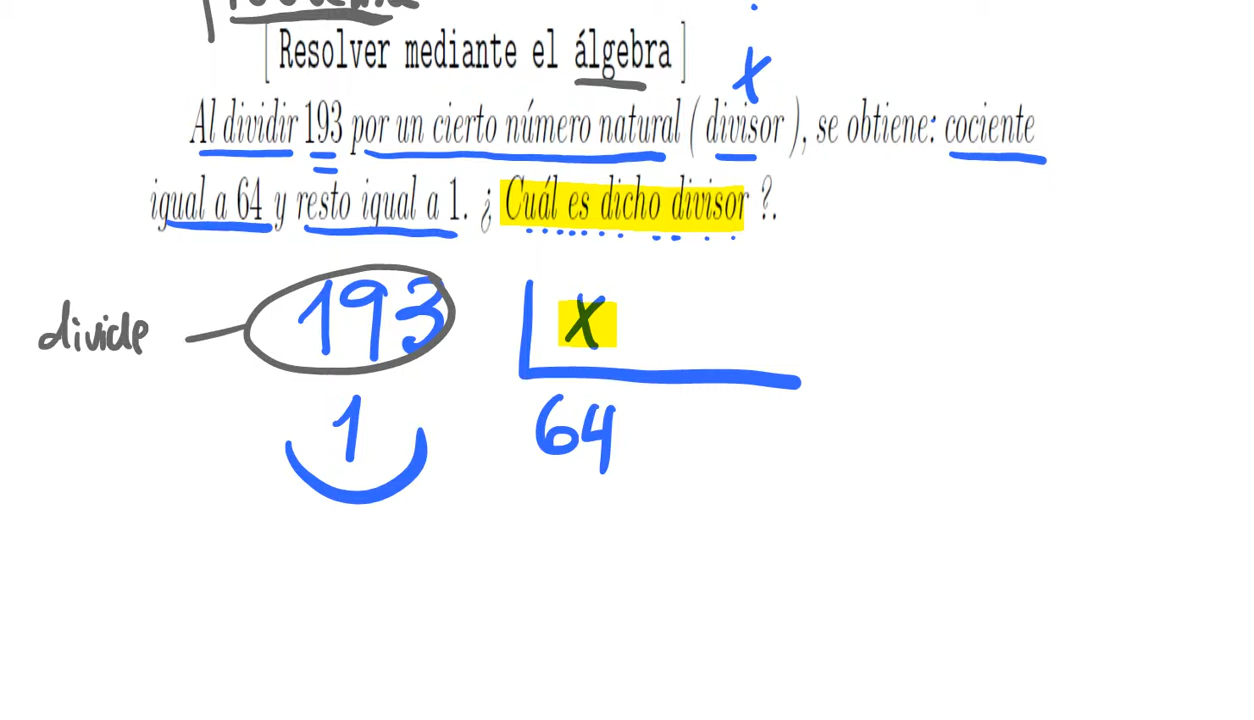 [ Resolver mediante el álgebra ]
x
Al dividir 193 por un cierto número natural ( divisor ), se obtiene: cociente
igual a 64 y resto igual a 1. ¿ Cuál es dicho divisor ?.
divide 193 x
1 64